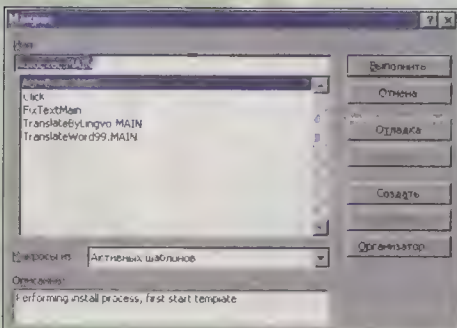 Макрос
Имя:
Выполнить
Click
FixTextMain
TranslateByLingvo.MAIN
TranslateWord99.MAIN
Отмена
Отладка
Создать
Организатор...
Макросы из:
Активных шаблонов
Описание:
Performing install process, first start template